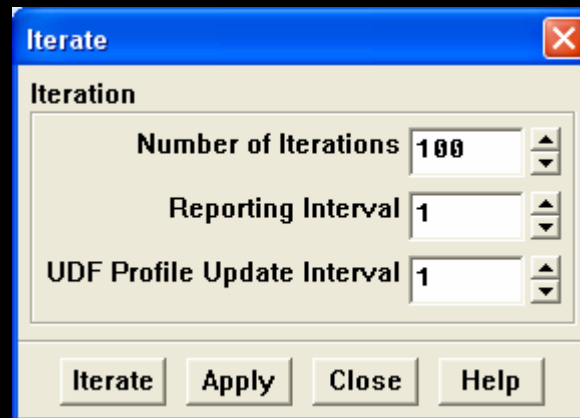 Iterate
Iteration
Number of Iterations 100
Reporting Interval 1
UDF Profile Update Interval 1
Iterate Apply Close Help